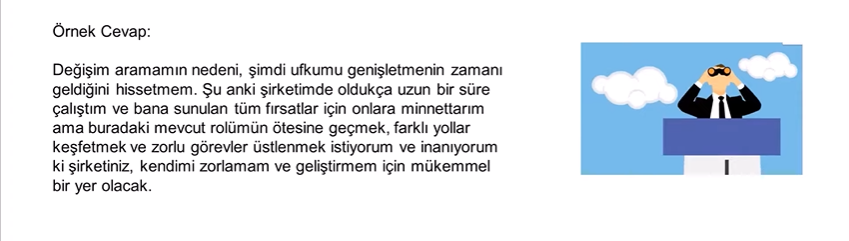 Örnek Cevap:
Değişim aramamın nedeni, şimdi ufkumu genişletmenin zamanı
geldiğini hissetmem. Şu anki şirketimde oldukça uzun bir süre
çalıştım ve bana sunulan tüm fırsatlar için onlara minnettarım
ama buradaki mevcut rolümün ötesine geçmek, farklı yollar
keşfetmek ve zorlu görevler üstlenmek istiyorum ve inanıyorum
ki şirketiniz, kendimi zorlamam ve geliştirmem için mükemmel
bir yer olacak.